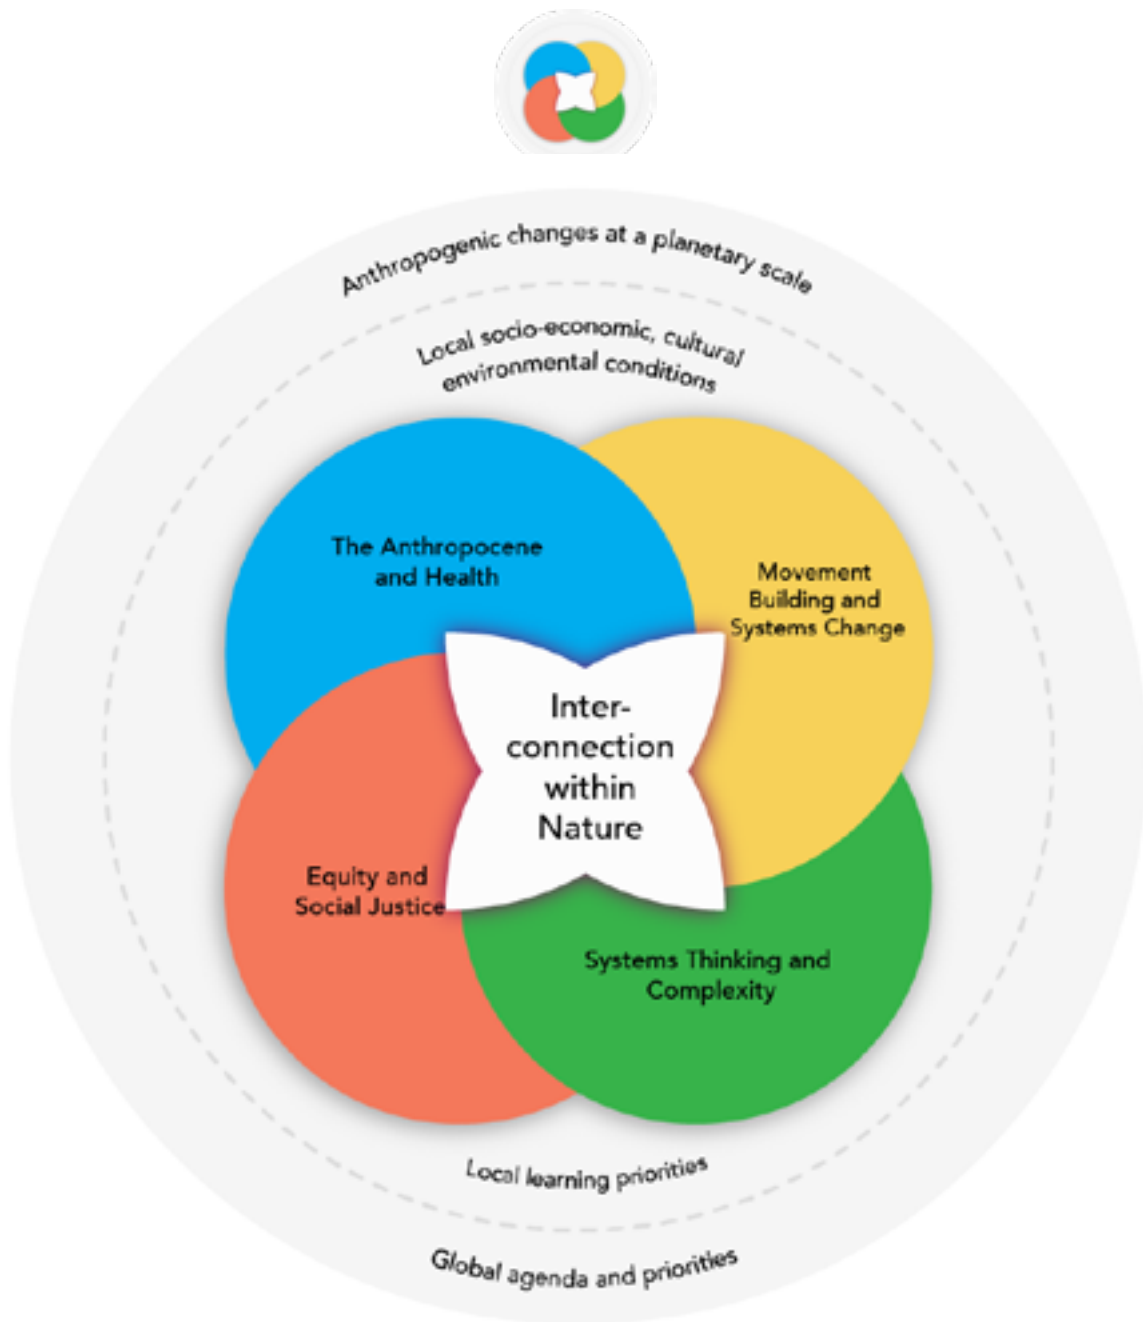 Anthropogenic changes at a planetary scale
Local socio-economic, cultural
environmental conditions
The Anthropocene
and Health
Movement
Building and
Systems Change
Inter-
connection
within
Nature
Equity and
Social Justice
Systems Thinking and
Complexity
Local learning priorities
Global agenda and priorities